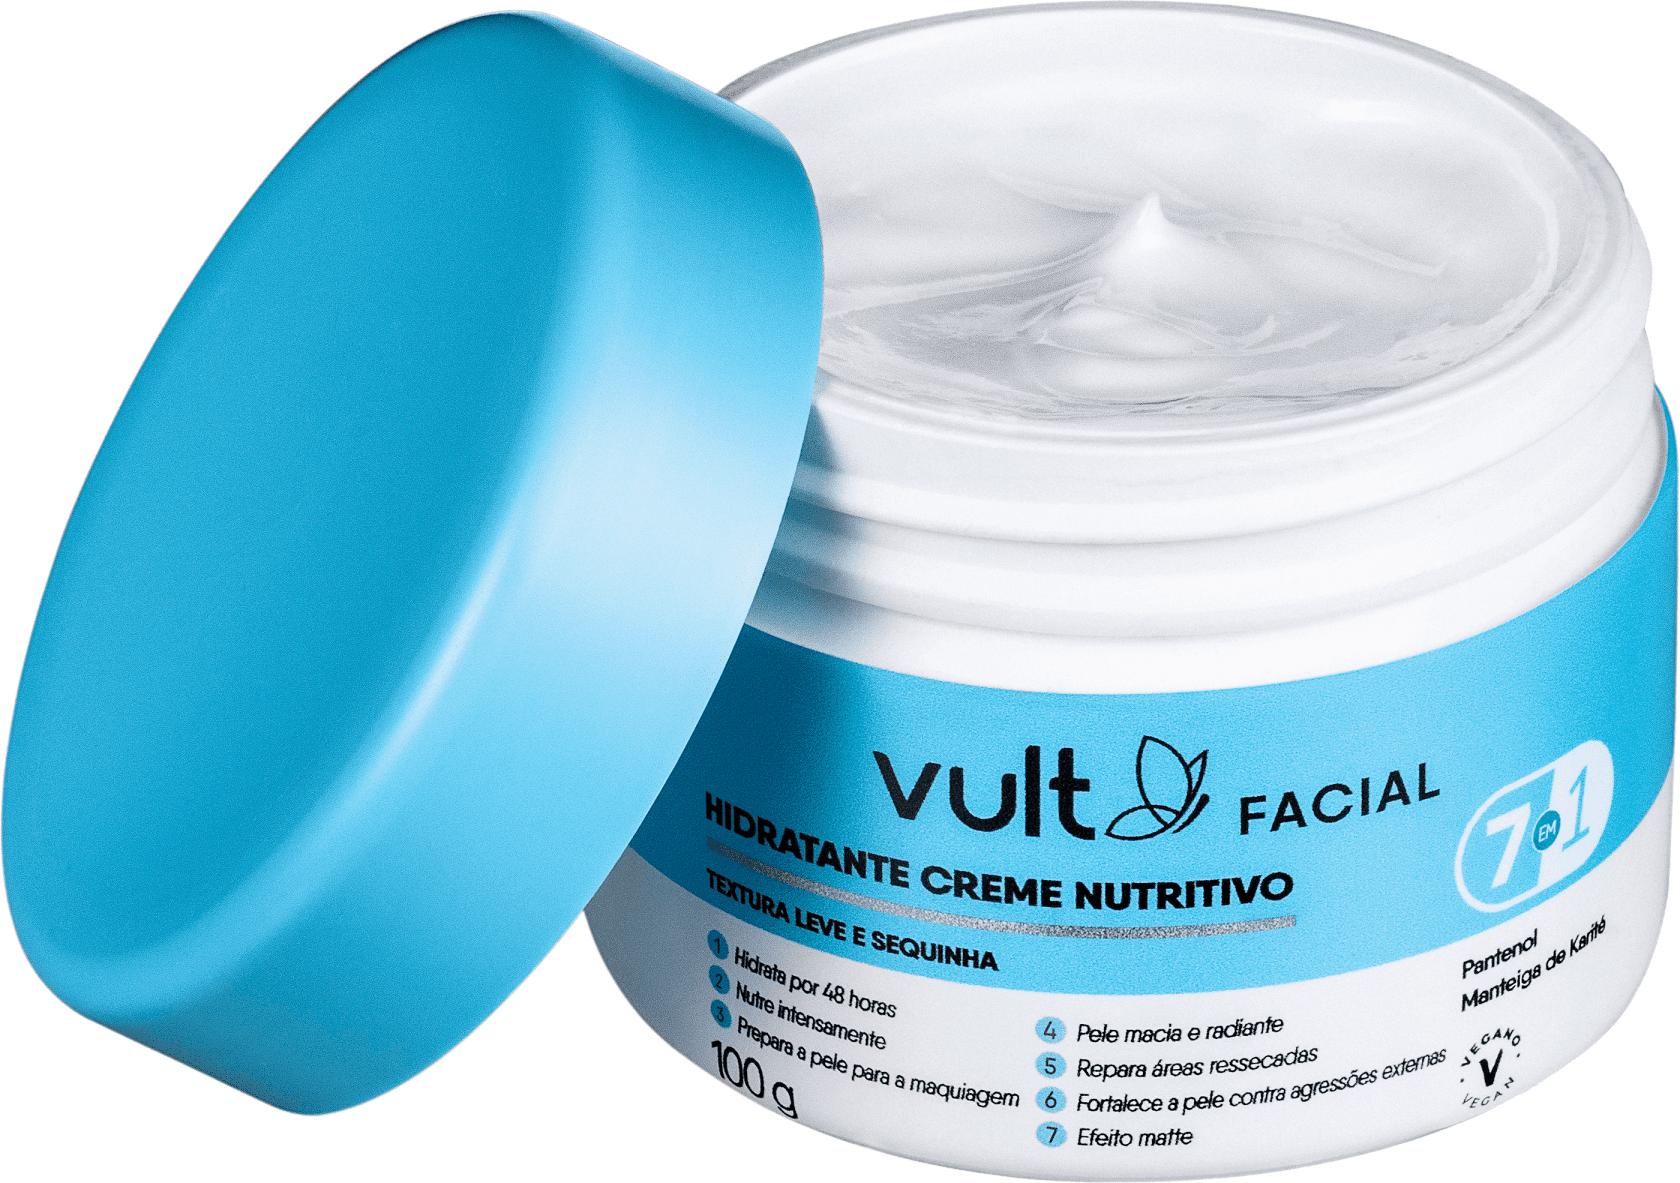 vult FACIAL
7 EM 1
HIDRATANTE CREME NUTRITIVO
TEXTURA LEVE E SEQUINHA
1 Hidrata por 48 horas
2 Nutre intensamente
3 Prepara a pele para a maquiagem
100 g
4 Pele macia e radiante
5 Repara áreas ressecadas
6 Fortalece a pele contra agressões externas
7 Efeito matte
Pantenol
Manteiga de Karité
VEGANO
V
VEGAN